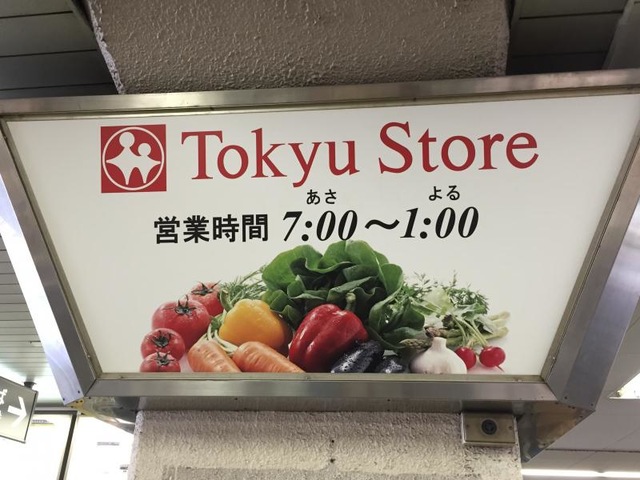 Tokyu Store
あさ よる
営業時間 7:00〜1:00